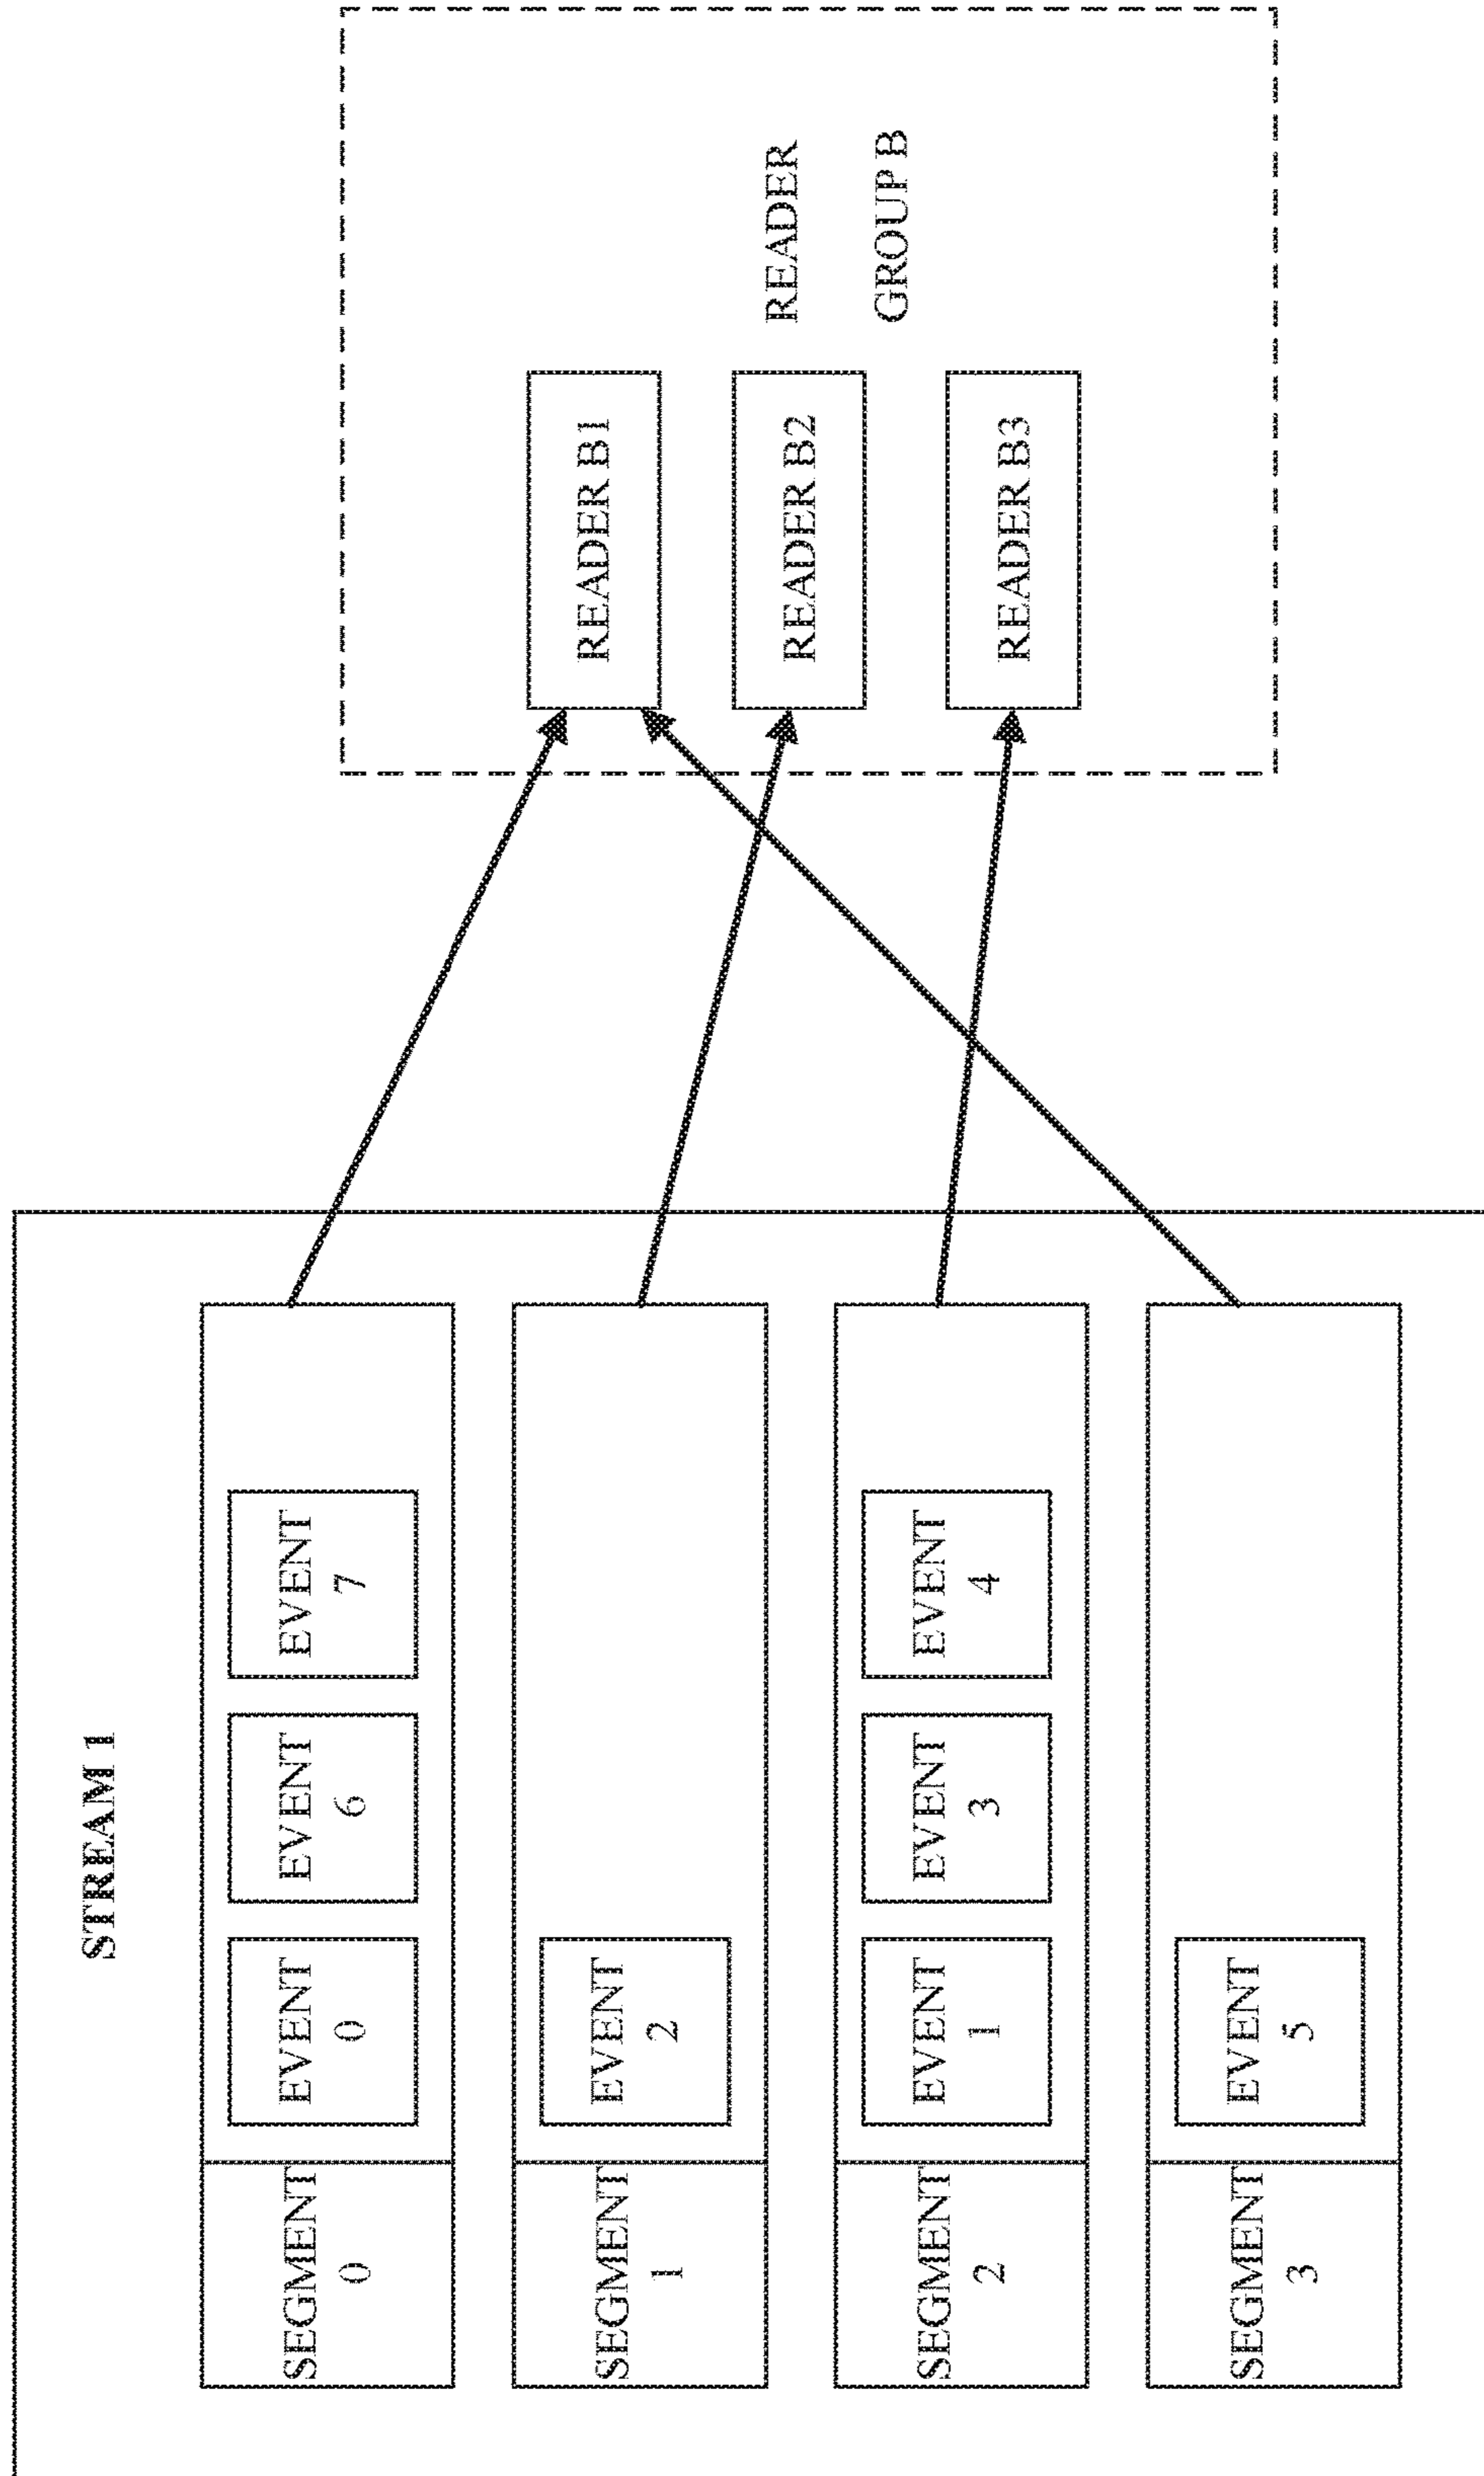 STREAM 1
SEGMENT
0
EVENT
0
EVENT
6
EVENT
7
SEGMENT
1
EVENT
2
SEGMENT
2
EVENT
1
EVENT
3
EVENT
4
SEGMENT
3
EVENT
5
READER B1
READER B2
READER B3
READER
GROUP B